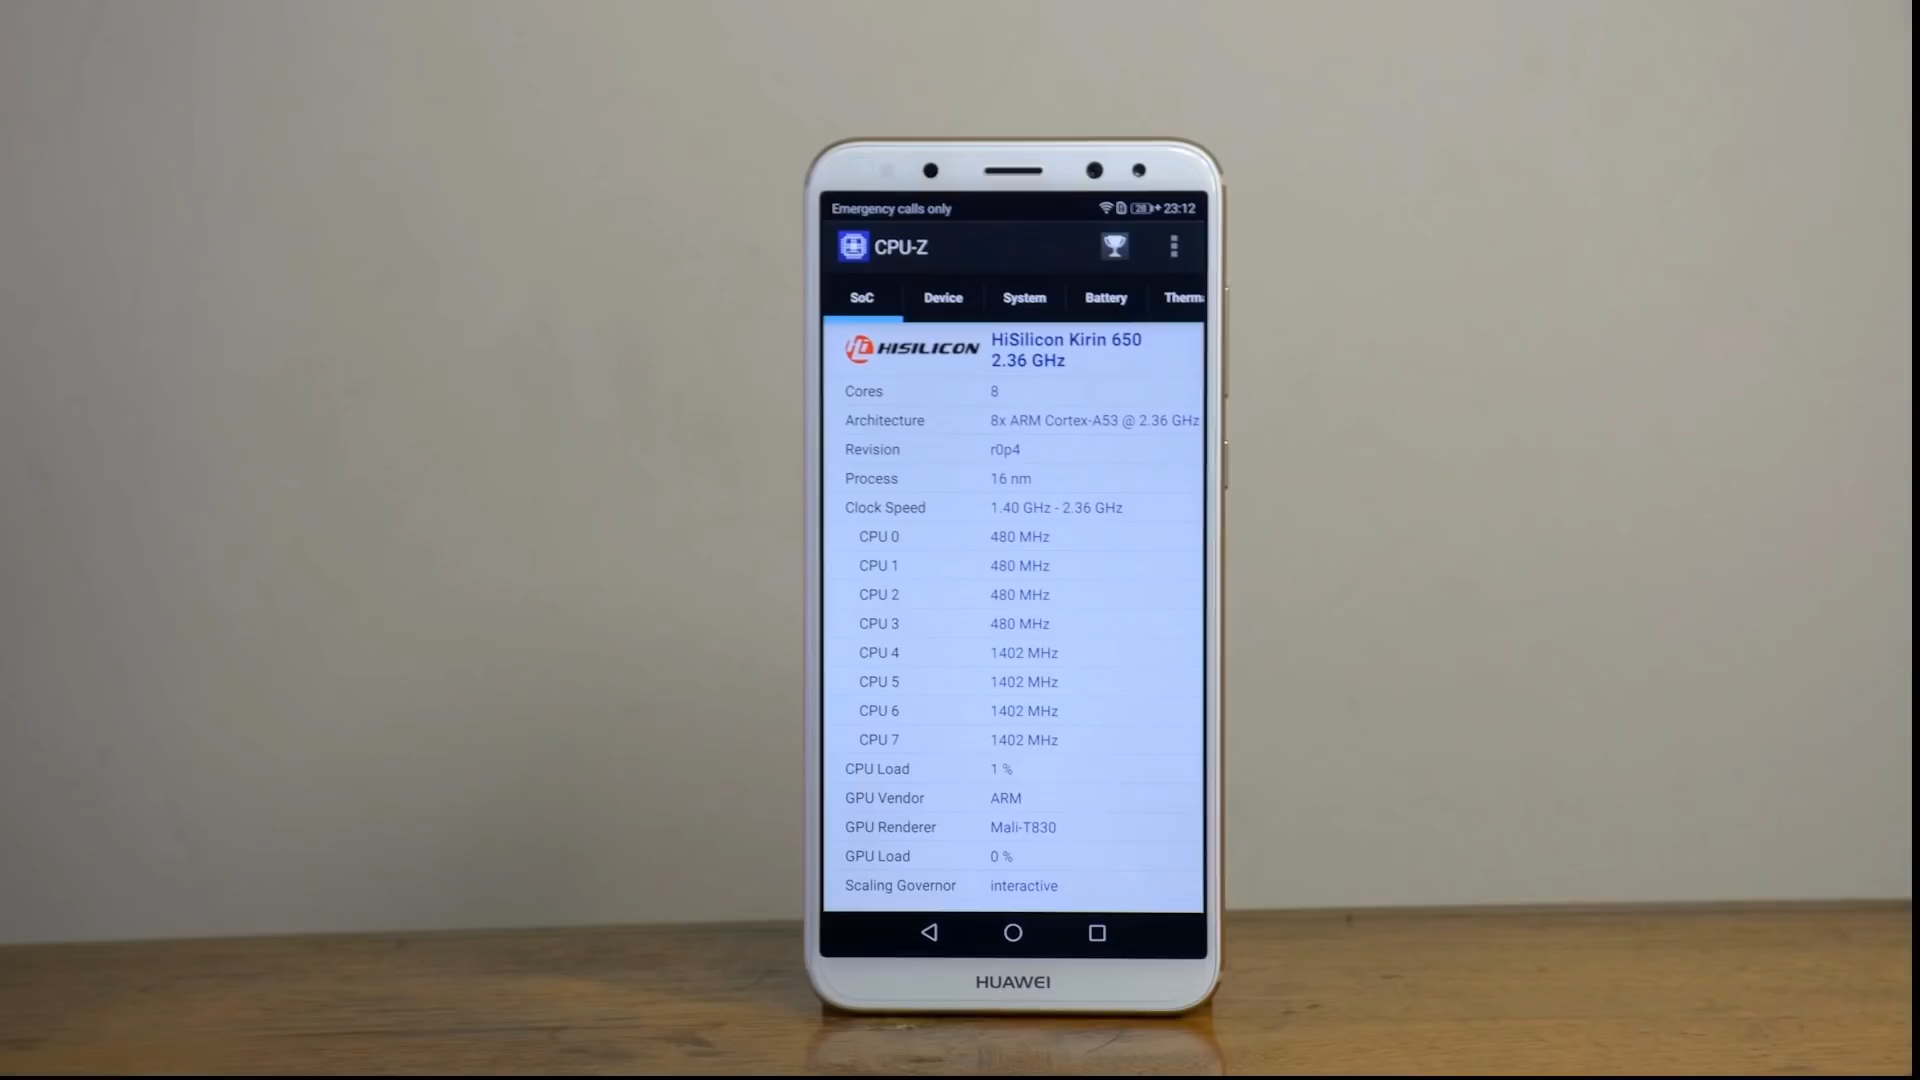 Emergency calls only 28 23:12
CPU-Z
SoC Device System Battery Therma
HISILICON HiSilicon Kirin 650
2.36 GHz
Cores 8
Architecture 8x ARM Cortex-A53 @ 2.36 GHz
Revision r0p4
Process 16 nm
Clock Speed 1.40 GHz - 2.36 GHz
CPU 0 480 MHz
CPU 1 480 MHz
CPU 2 480 MHz
CPU 3 480 MHz
CPU 4 1402 MHz
CPU 5 1402 MHz
CPU 6 1402 MHz
CPU 7 1402 MHz
CPU Load 1 %
GPU Vendor ARM
GPU Renderer Mali-T830
GPU Load 0 %
Scaling Governor interactive
HUAWEI